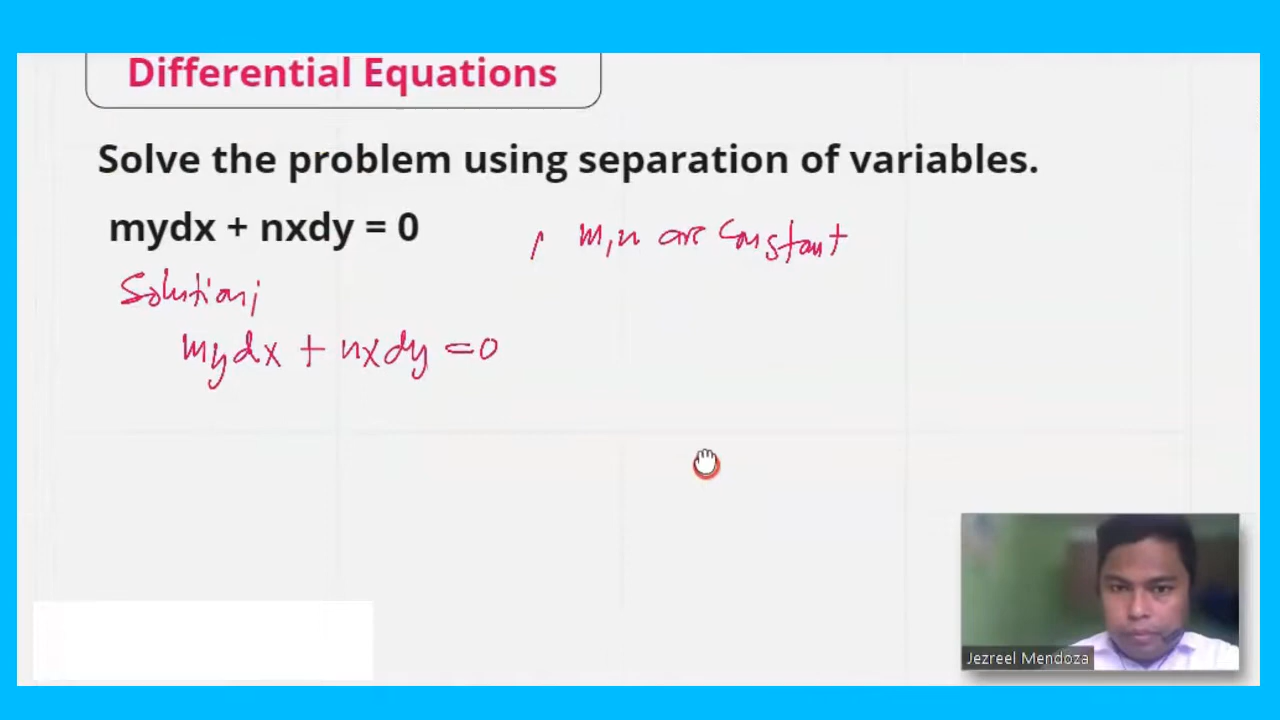 Differential Equations
Solve the problem using separation of variables.
mydx + nxdy = 0
, m,n are constant
Solution;
mydx + nxdy = 0
Jezreel Mendoza